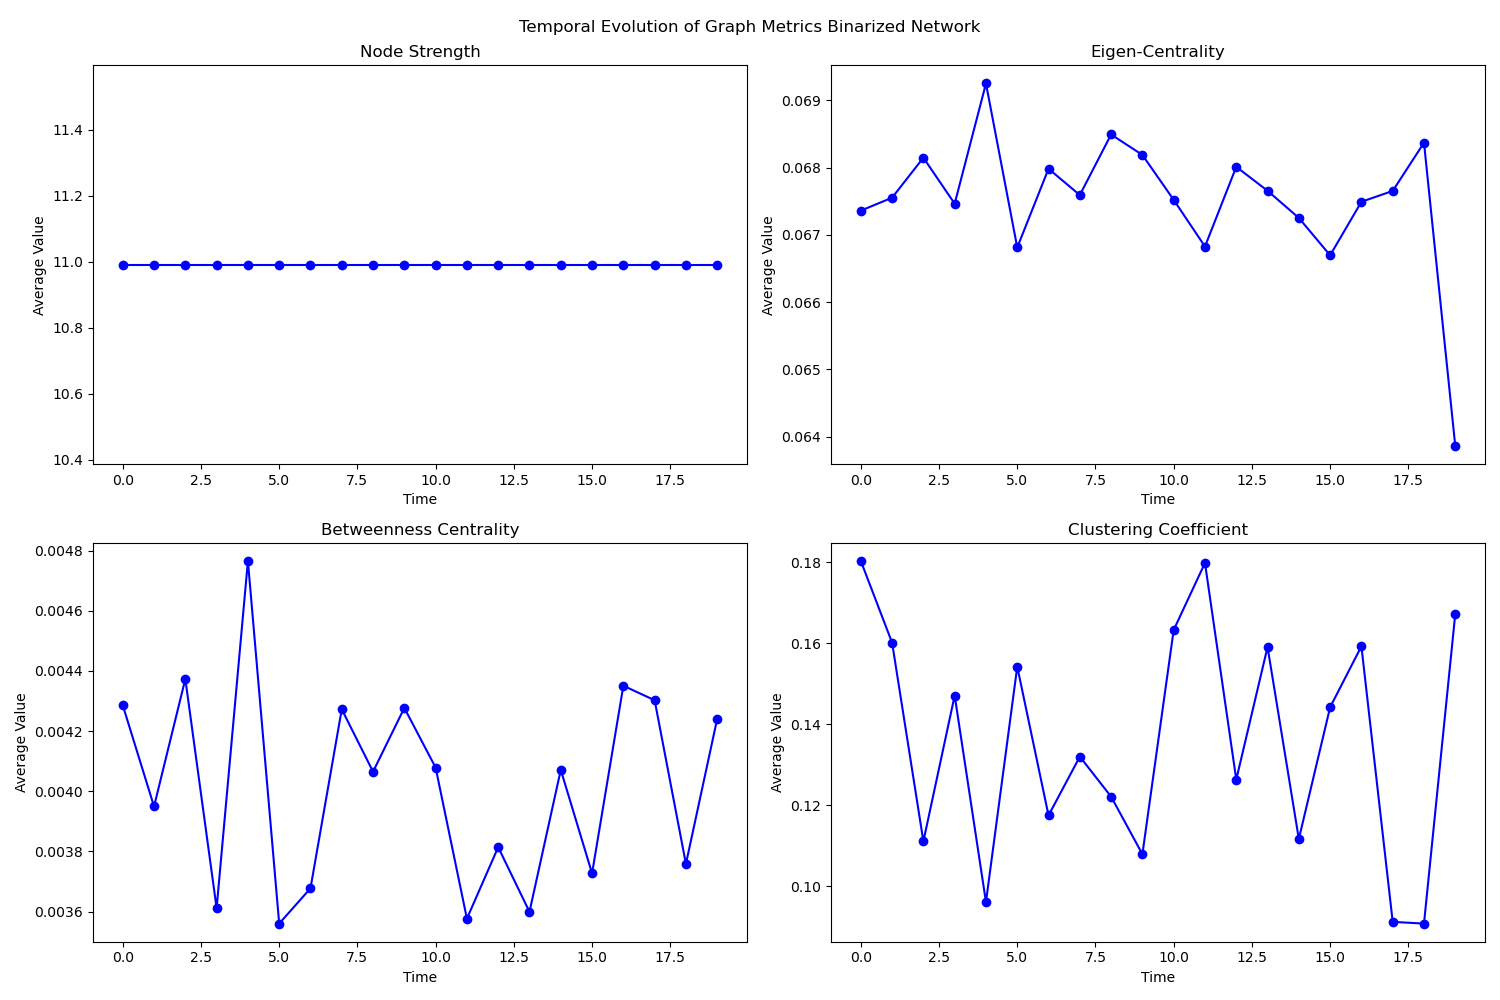 Temporal Evolution of Graph Metrics Binarized Network
Node Strength
Average Value
11.4
11.2
11.0
10.8
10.6
10.4
0.0 2.5 5.0 7.5 10.0 12.5 15.0 17.5
Time
Eigen-Centrality
Average Value
0.069
0.068
0.067
0.066
0.065
0.064
0.0 2.5 5.0 7.5 10.0 12.5 15.0 17.5
Time
Betweenness Centrality
Average Value
0.0048
0.0046
0.0044
0.0042
0.0040
0.0038
0.0036
0.0 2.5 5.0 7.5 10.0 12.5 15.0 17.5
Time
Clustering Coefficient
Average Value
0.18
0.16
0.14
0.12
0.10
0.0 2.5 5.0 7.5 10.0 12.5 15.0 17.5
Time